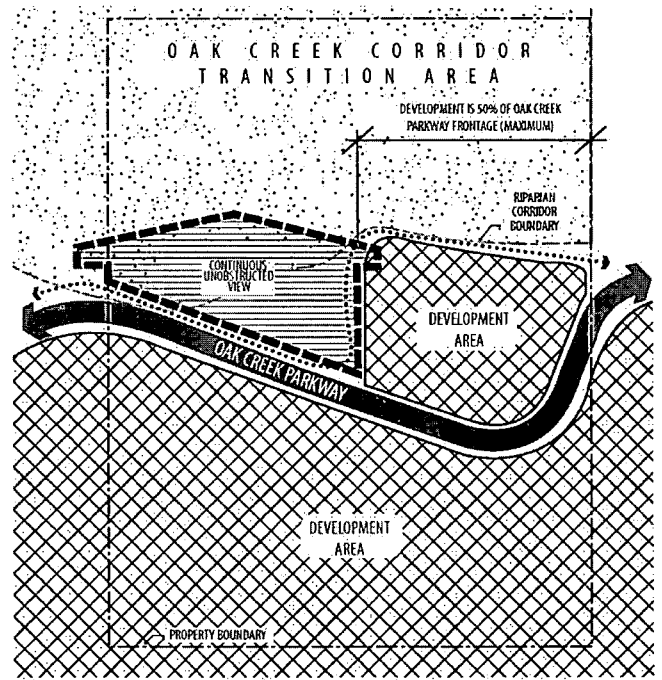 OAK CREEK CORRIDOR
TRANSITION AREA
DEVELOPMENT IS 50% OF OAK CREEK
PARKWAY FRONTAGE (MAXIMUM)
RIPARIAN
CORRIDOR
BOUNDARY
CONTINUOUS
UNOBSTRUCTED
VIEW
DEVELOPMENT
AREA
OAK CREEK PARKWAY
DEVELOPMENT
AREA
PROPERTY BOUNDARY